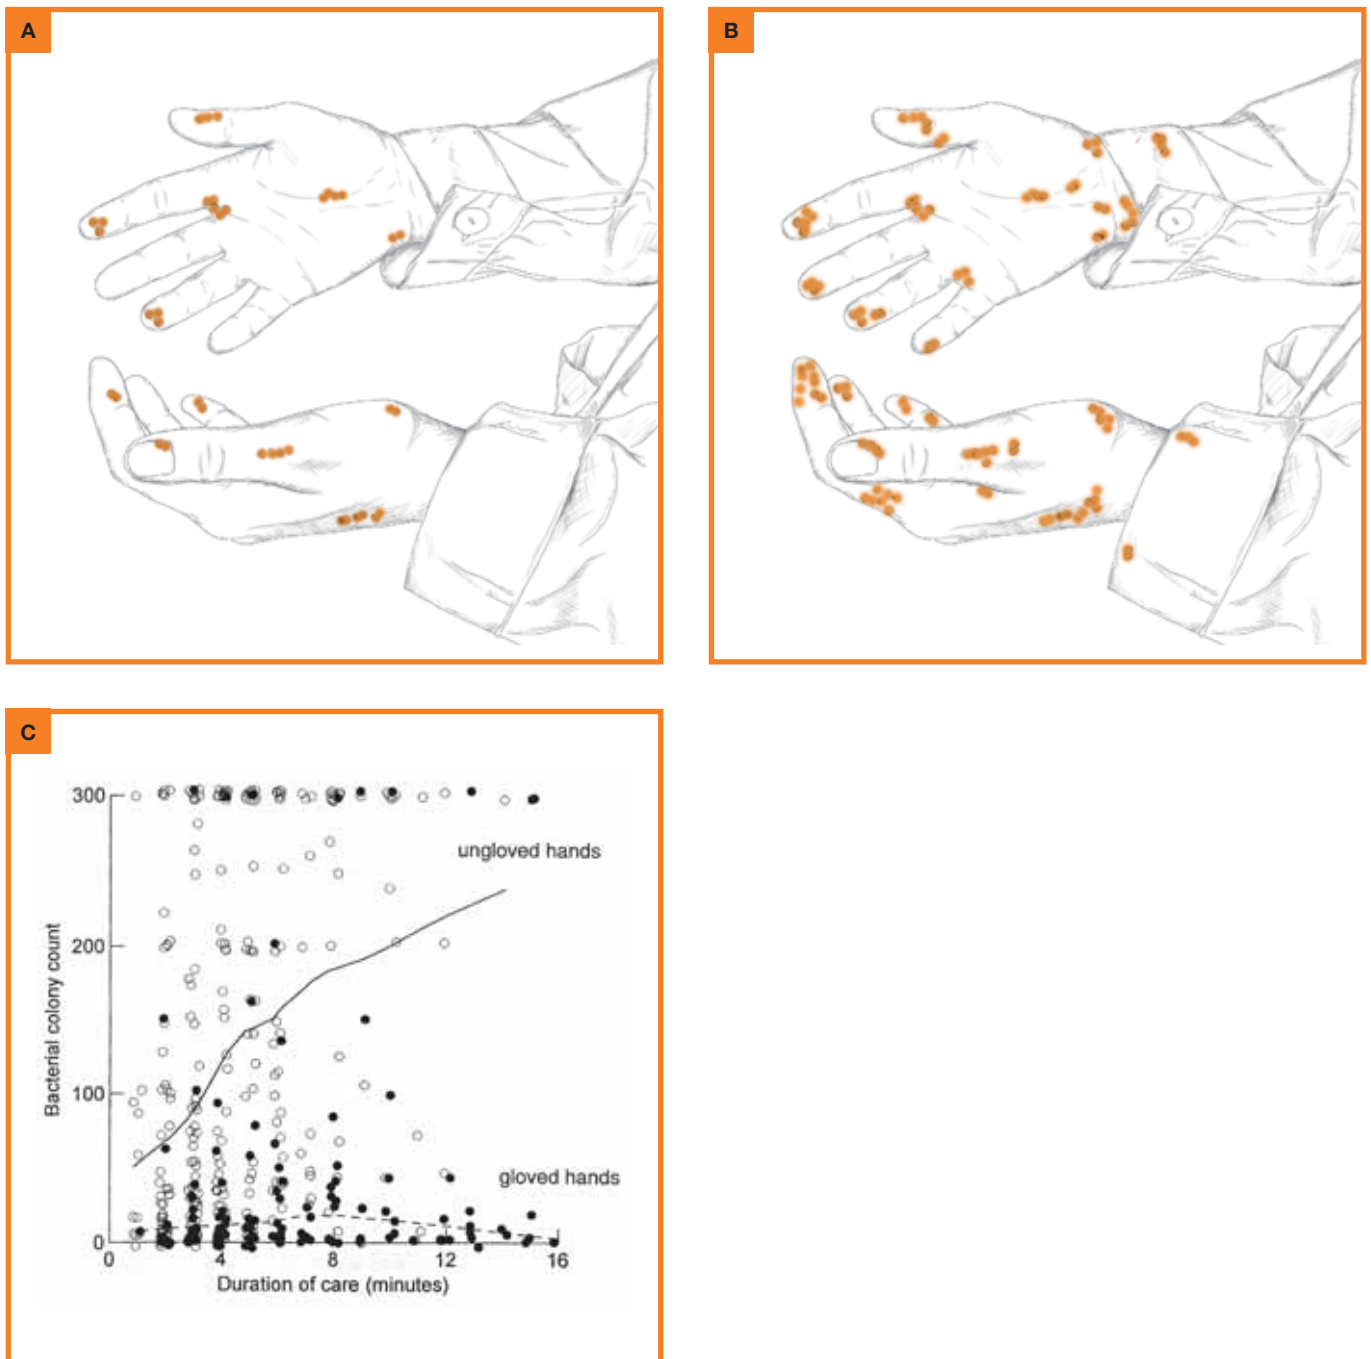 A
B
C
300
200
100
0
Bacterial colony count
ungloved hands
gloved hands
0 4 8 12 16
Duration of care (minutes)